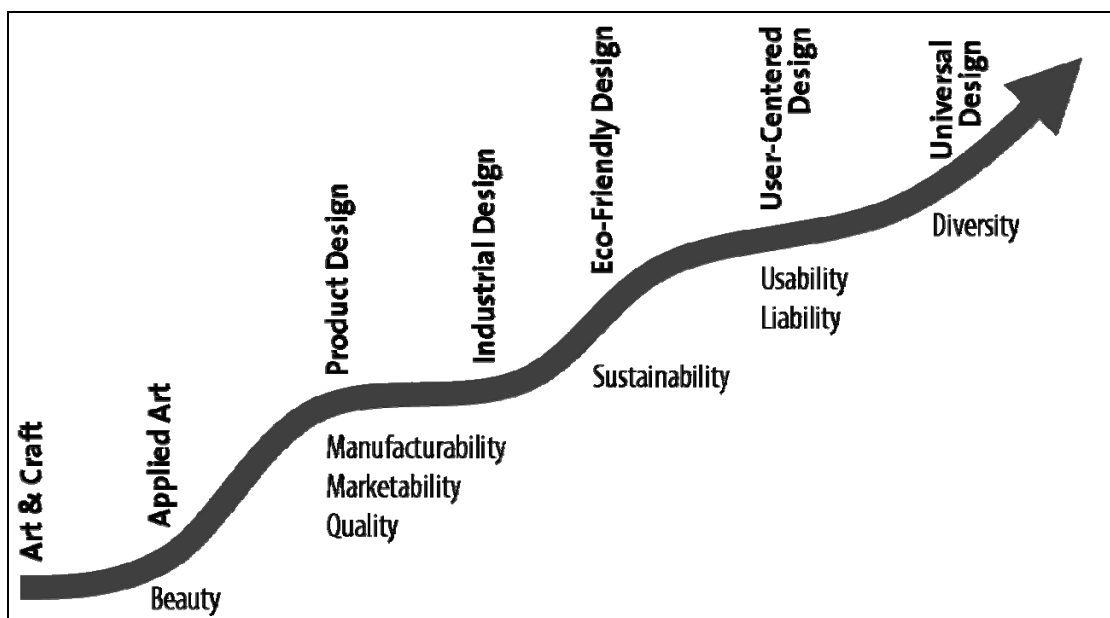 Art & Craft
Applied Art
Product Design
Industrial Design
Eco-Friendly Design
User-Centered
Design
Universal
Design
Beauty
Manufacturability
Marketability
Quality
Sustainability
Usability
Liability
Diversity